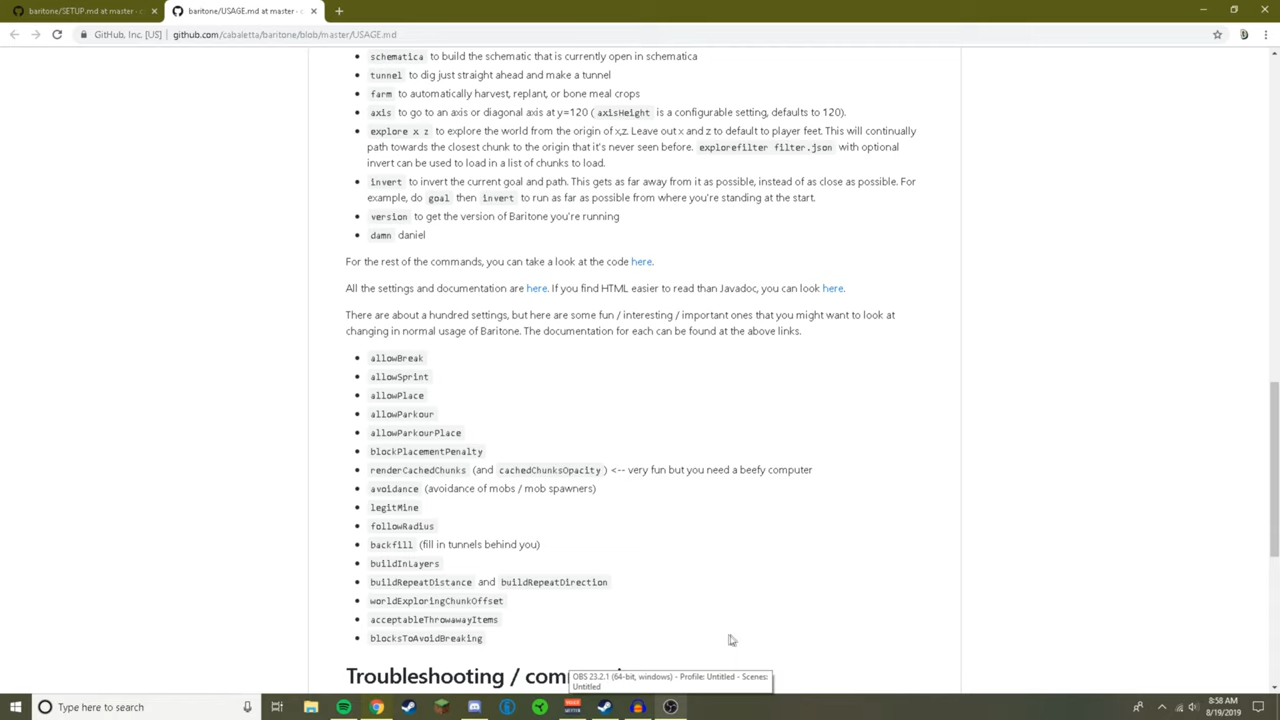 baritone/SETUP.md at master · c
baritone/USAGE.md at master · c
GitHub, Inc. [US] github.com/cabaletta/baritone/blob/master/USAGE.md
schematica to build the schematic that is currently open in schematica
tunnel to dig just straight ahead and make a tunnel
farm to automatically harvest, replant, or bone meal crops
axis to go to an axis or diagonal axis at y=120 ( axisHeight is a configurable setting, defaults to 120).
explore x z to explore the world from the origin of x,z. Leave out x and z to default to player feet. This will continually
path towards the closest chunk to the origin that it's never seen before. explorefilter filter.json with optional
invert can be used to load in a list of chunks to load.
invert to invert the current goal and path. This gets as far away from it as possible, instead of as close as possible. For
example, do goal then invert to run as far as possible from where you're standing at the start.
version to get the version of Baritone you're running
damn daniel
For the rest of the commands, you can take a look at the code here.
All the settings and documentation are here. If you find HTML easier to read than Javadoc, you can look here.
There are about a hundred settings, but here are some fun / interesting / important ones that you might want to look at
changing in normal usage of Baritone. The documentation for each can be found at the above links.
allowBreak
allowSprint
allowPlace
allowParkour
allowParkourPlace
blockPlacementPenalty
renderCachedChunks (and cachedChunksOpacity ) <-- very fun but you need a beefy computer
avoidance (avoidance of mobs / mob spawners)
legitMine
followRadius
backfill (fill in tunnels behind you)
buildInLayers
buildRepeatDistance and buildRepeatDirection
worldExploringChunkOffset
acceptableThrowawayItems
blocksToAvoidBreaking
Troubleshooting / com
OBS 23.2.1 (64-bit, windows) - Profile: Untitled - Scenes:
Untitled
Type here to search
8:58 AM
8/19/2019